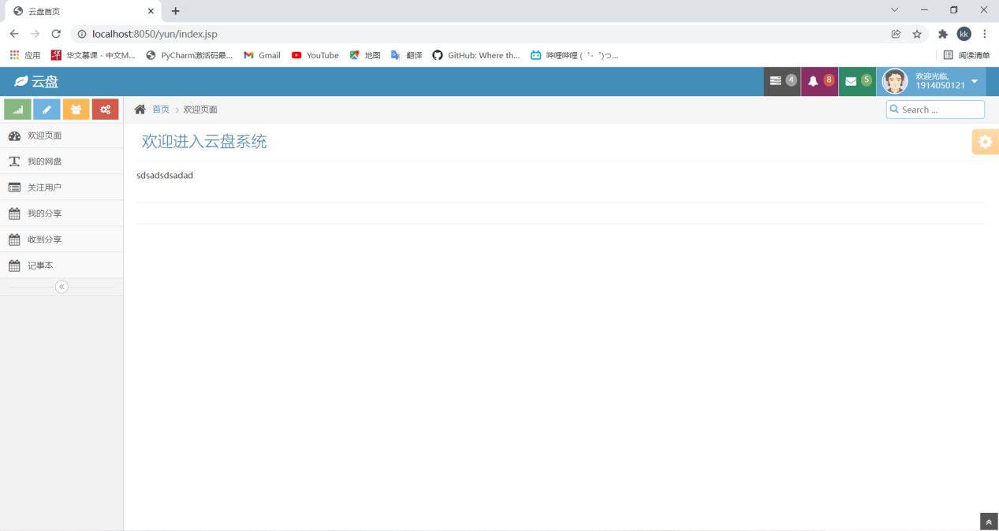 云盘首页
localhost:8050/yun/index.jsp
kk
应用 华文慕课 - 中文M... PyCharm激活码最... Gmail YouTube 地图 翻译 GitHub: Where th... 哔哩哔哩 ( ゜- ゜)つ... 阅读清单
云盘 4 8 5 欢迎光临, 1914050121
首页 欢迎页面 Search ...
欢迎页面
我的网盘
关注用户
我的分享
收到分享
记事本
欢迎进入云盘系统
sdsadsdsadad